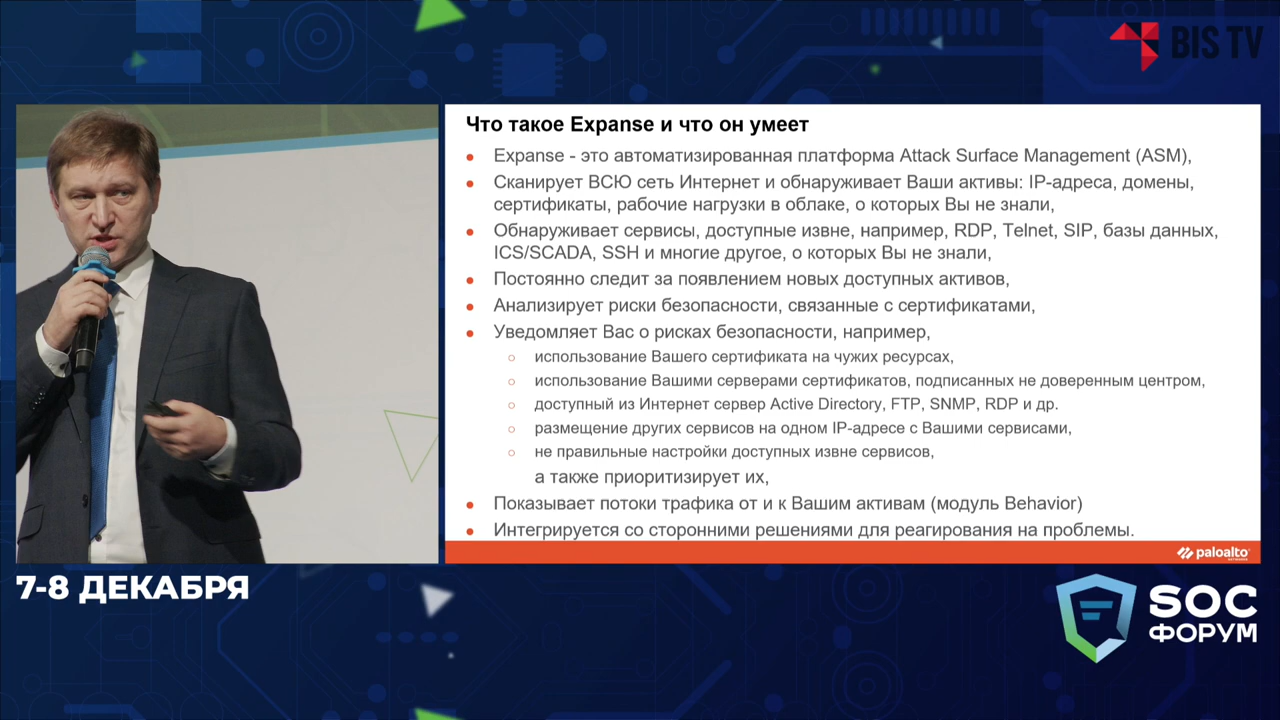 BIS TV
Что такое Expanse и что он умеет
Expanse - это автоматизированная платформа Attack Surface Management (ASM),
Сканирует ВСЮ сеть Интернет и обнаруживает Ваши активы: IP-адреса, домены,
сертификаты, рабочие нагрузки в облаке, о которых Вы не знали,
Обнаруживает сервисы, доступные извне, например, RDP, Telnet, SIP, базы данных,
ICS/SCADA, SSH и многие другое, о которых Вы не знали,
Постоянно следит за появлением новых доступных активов,
Анализирует риски безопасности, связанные с сертификатами,
Уведомляет Вас о рисках безопасности, например,
использование Вашего сертификата на чужих ресурсах,
использование Вашими серверами сертификатов, подписанных не доверенным центром,
доступный из Интернет сервер Active Directory, FTP, SNMP, RDP и др.
размещение других сервисов на одном IP-адресе с Вашими сервисами,
не правильные настройки доступных извне сервисов,
а также приоритизирует их,
Показывает потоки трафика от и к Вашим активам (модуль Behavior)
Интегрируется со сторонними решениями для реагирования на проблемы.
paloalto
7-8 ДЕКАБРЯ
SOC
ФОРУМ